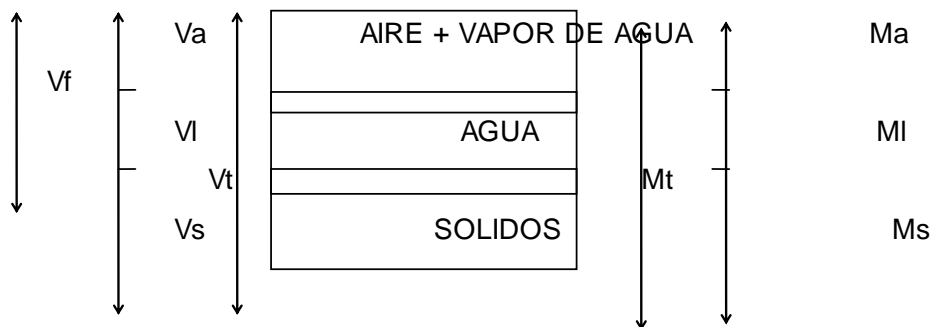 Va AIRE + VAPOR DE AGUA Ma
Vf
Vl AGUA Ml
Vt Mt
Vs SOLIDOS Ms